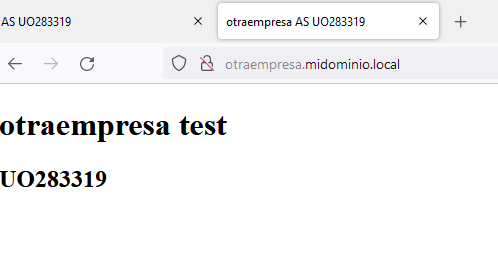 AS UO283319
otraempresa AS UO283319
otraempresa.midominio.local
otraempresa test
UO283319